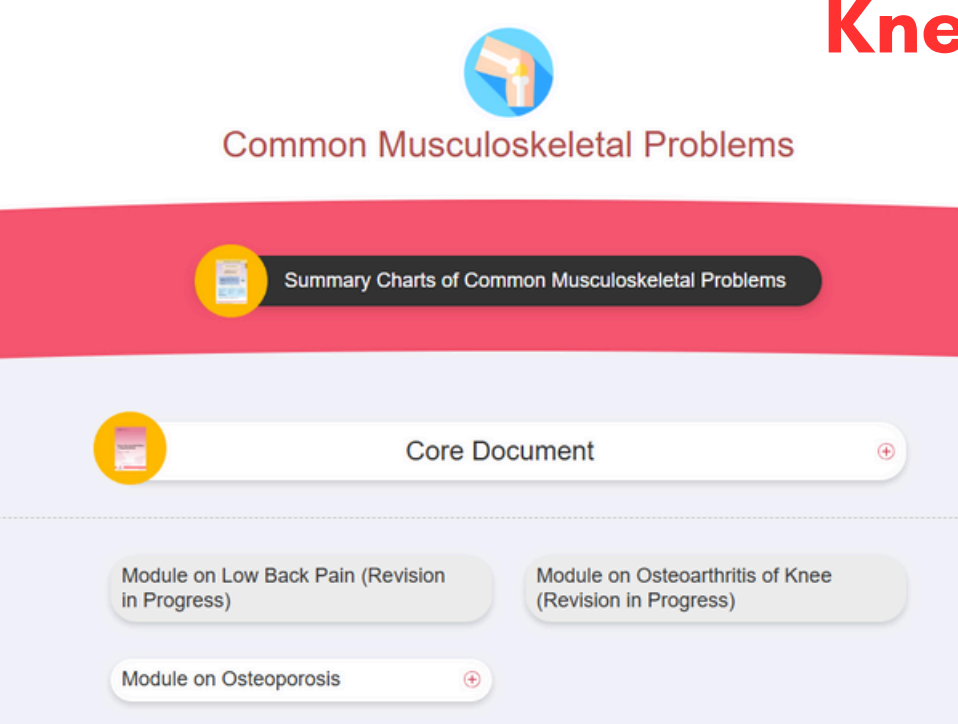 Kne
Common Musculoskeletal Problems
Summary Charts of Common Musculoskeletal Problems
Core Document
Module on Low Back Pain (Revision
in Progress)
Module on Osteoarthritis of Knee
(Revision in Progress)
Module on Osteoporosis